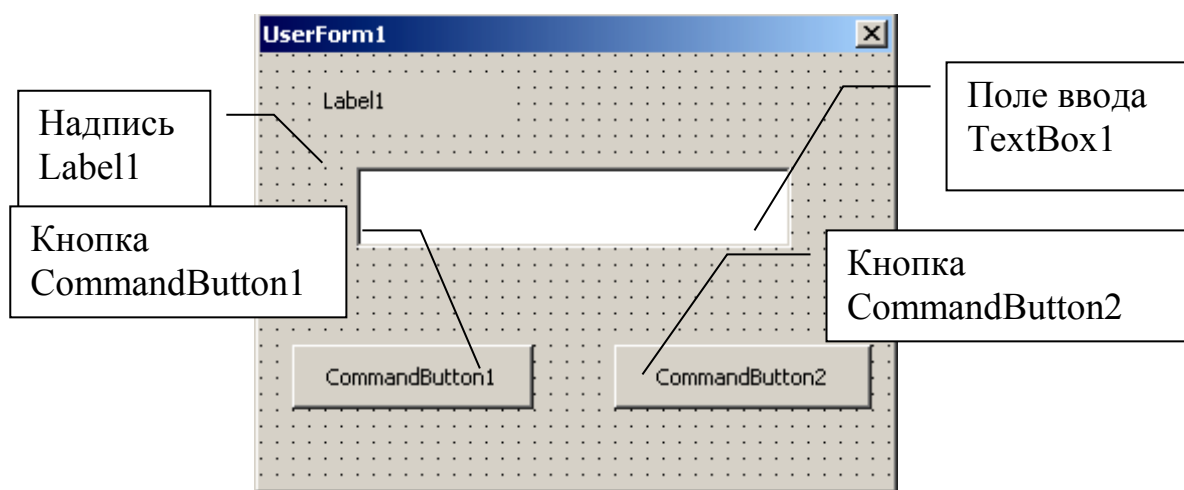 UserForm1
Label1
Надпись
Label1
Поле ввода
TextBox1
Кнопка
CommandButton1
Кнопка
CommandButton2
CommandButton1
CommandButton2